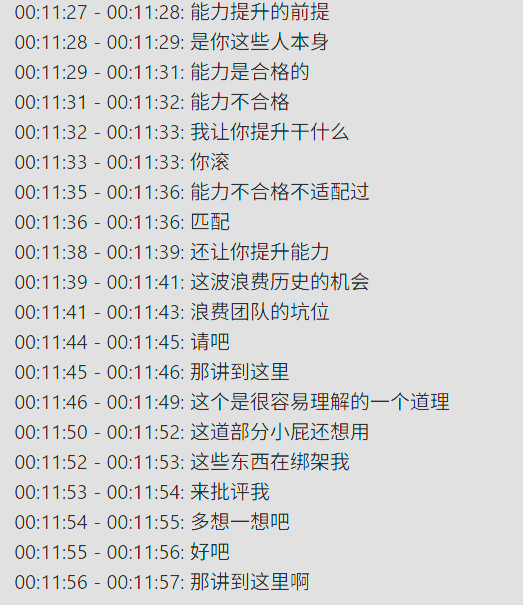 00:11:27 - 00:11:28: 能力提升的前提
00:11:28 - 00:11:29: 是你这些人本身
00:11:29 - 00:11:31: 能力是合格的
00:11:31 - 00:11:32: 能力不合格
00:11:32 - 00:11:33: 我让你提升干什么
00:11:33 - 00:11:33: 你滚
00:11:35 - 00:11:36: 能力不合格不适配过
00:11:36 - 00:11:36: 匹配
00:11:38 - 00:11:39: 还让你提升能力
00:11:39 - 00:11:41: 这波浪费历史的机会
00:11:41 - 00:11:43: 浪费团队的坑位
00:11:44 - 00:11:45: 请吧
00:11:45 - 00:11:46: 那讲到这里
00:11:46 - 00:11:49: 这个是很容易理解的一个道理
00:11:50 - 00:11:52: 这道部分小屁还想用
00:11:52 - 00:11:53: 这些东西在绑架我
00:11:53 - 00:11:54: 来批评我
00:11:54 - 00:11:55: 多想一想吧
00:11:55 - 00:11:56: 好吧
00:11:56 - 00:11:57: 那讲到这里啊